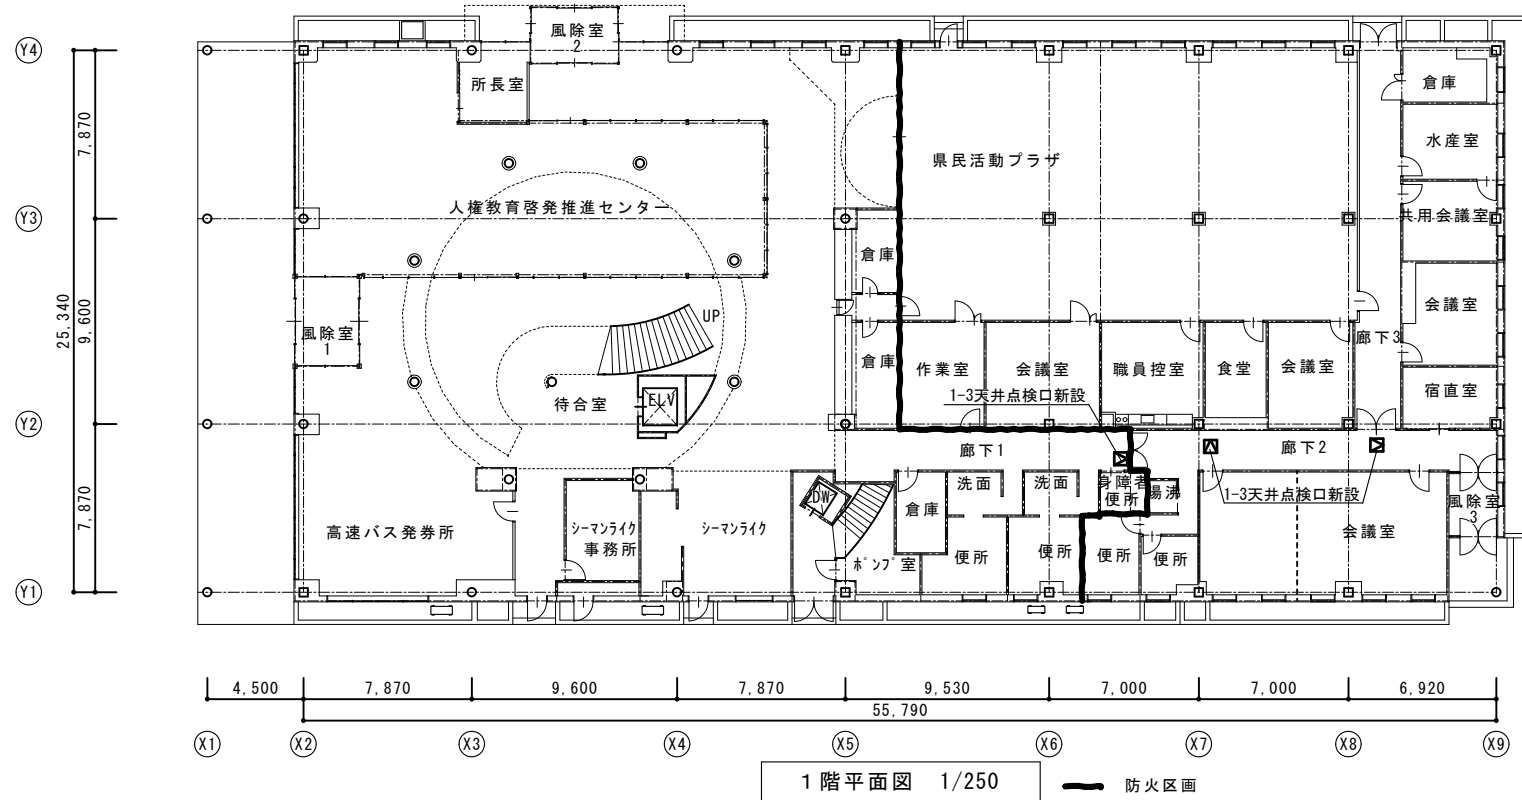 風除室
2
Y4
所長室
倉庫
7,870
水産室
県民活動プラザ
人権教育啓発推進センター
共用会議室
Y3
倉庫
会議室
UP
25,340
9,600
風除室
1
廊下3
倉庫
作業室
会議室
職員控室
食堂
会議室
宿直室
1-3天井点検口新設
ELV
待合室
Y2
廊下1
廊下2
洗面
洗面
身障者
便所
湯沸
1-3天井点検口新設
風除室
3
DW
7,870
高速バス発券所
シーマンライク
事務所
シーマンライク
倉庫
会議室
ポンプ室
便所
便所
便所
便所
Y1
4,500
7,870
9,600
7,870
9,530
7,000
7,000
6,920
55,790
X1
X2
X3
X4
X5
X6
X7
X8
X9
1階平面図 1/250
防火区画